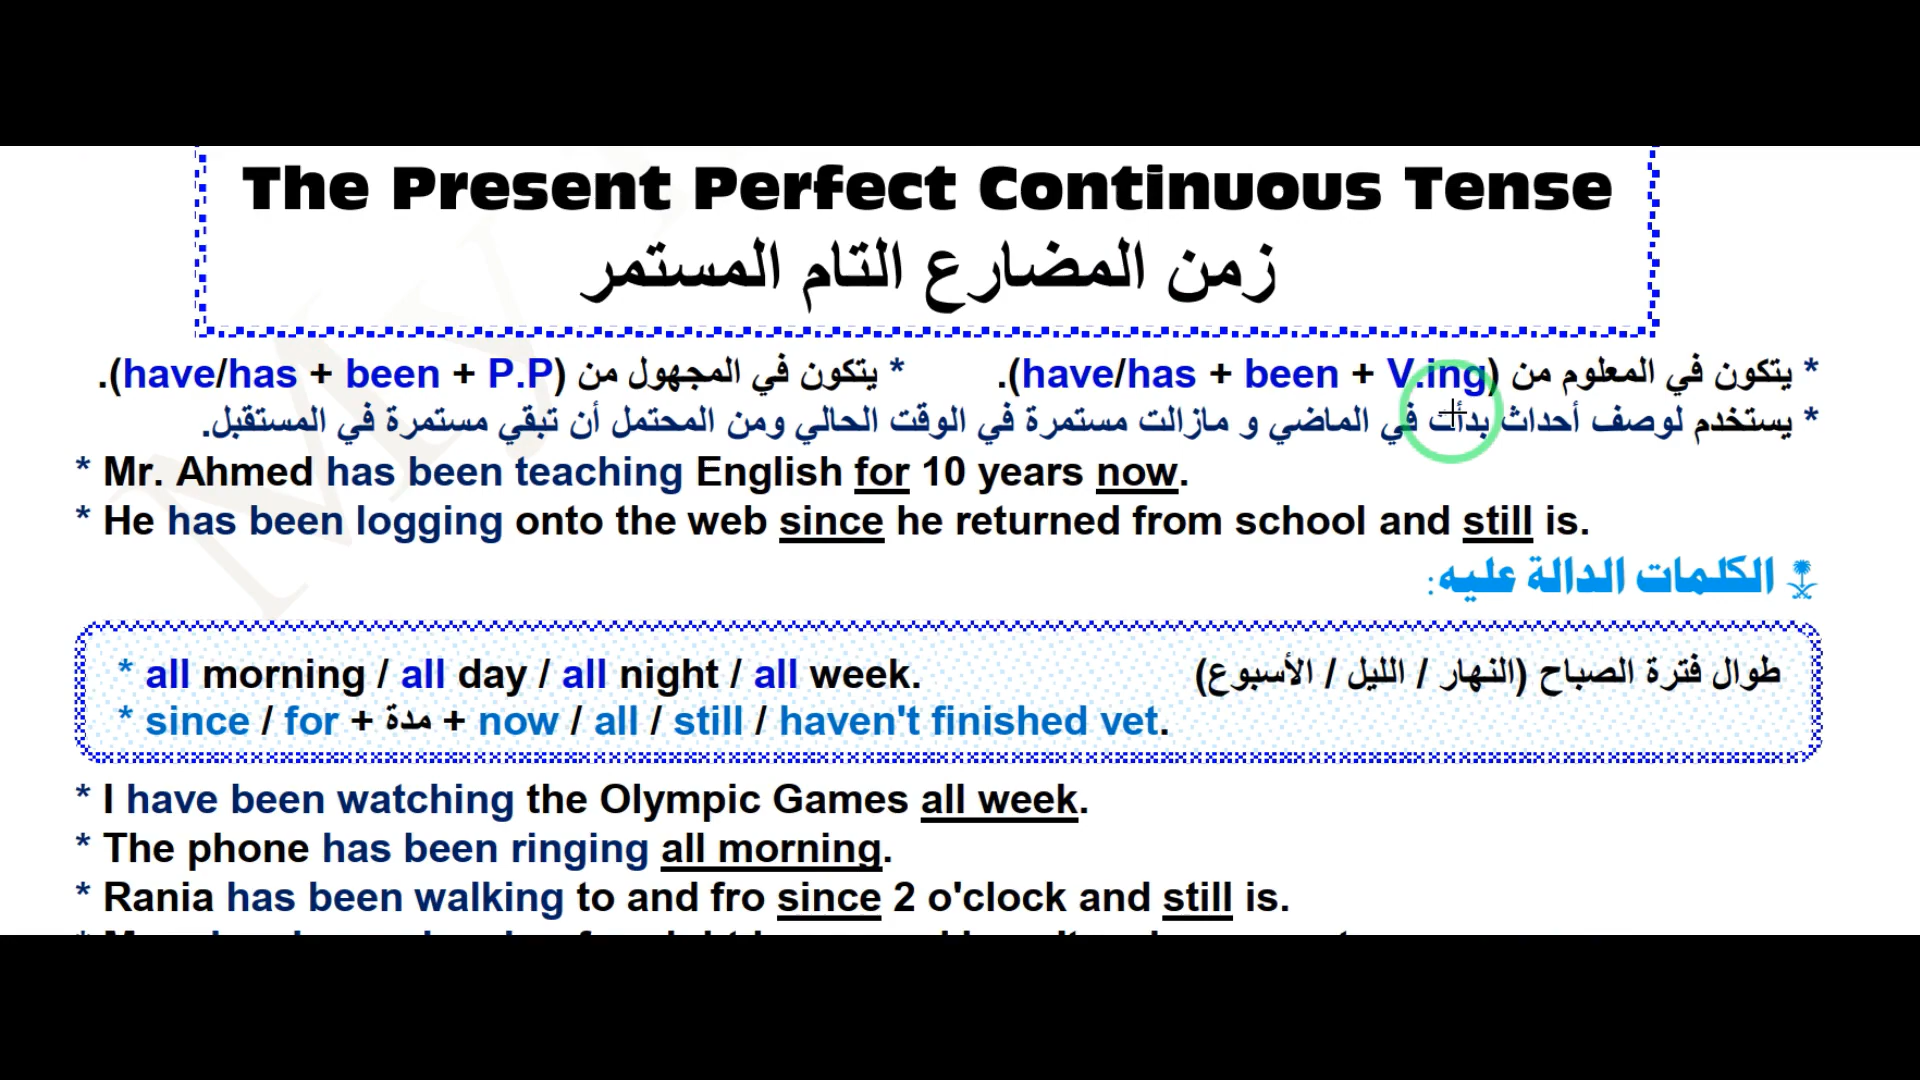 The Present Perfect Continuous Tense
زمن المضارع التام المستمر
* يتكون في المعلوم من (have/has + been + V.ing). * يتكون في المجهول من (have/has + been + P.P).
* يستخدم لوصف أحداث بدأت في الماضي و مازالت مستمرة في الوقت الحالي ومن المحتمل أن تبقي مستمرة في المستقبل.
* Mr. Ahmed has been teaching English for 10 years now.
* He has been logging onto the web since he returned from school and still is.
الكلمات الدالة عليه:
* all morning / all day / all night / all week. طوال فترة الصباح (النهار / الليل / الأسبوع)
* since / for + مدة + now / all / still / haven't finished yet.
* I have been watching the Olympic Games all week.
* The phone has been ringing all morning.
* Rania has been walking to and fro since 2 o'clock and still is.
My